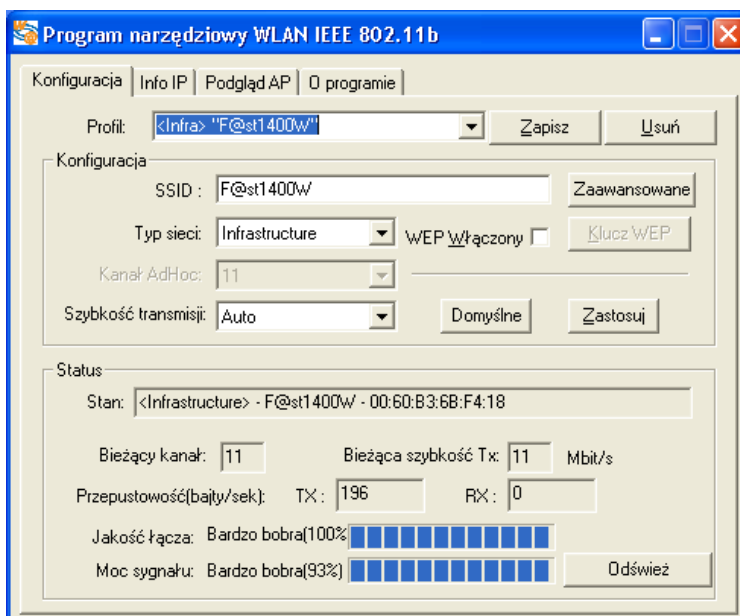 Program narzędziowy WLAN IEEE 802.11b
Konfiguracja Info IP Podgląd AP O programie
Profil: <Infra> "F@st1400W" Zapisz Usuń
Konfiguracja
SSID : F@st1400W Zaawansowane
Typ sieci: Infrastructure WEP Włączony Klucz WEP
Kanał AdHoc: 11
Szybkość transmisji: Auto Domyślne Zastosuj
Status
Stan: <Infrastructure> - F@st1400W - 00:60:B3:6B:F4:18
Bieżący kanał: 11 Bieżąca szybkość Tx: 11 Mbit/s
Przepustowość(bajty/sek): TX : 196 RX : 0
Jakość łącza: Bardzo bobra(100%
Moc sygnału: Bardzo bobra(93%) Odśwież